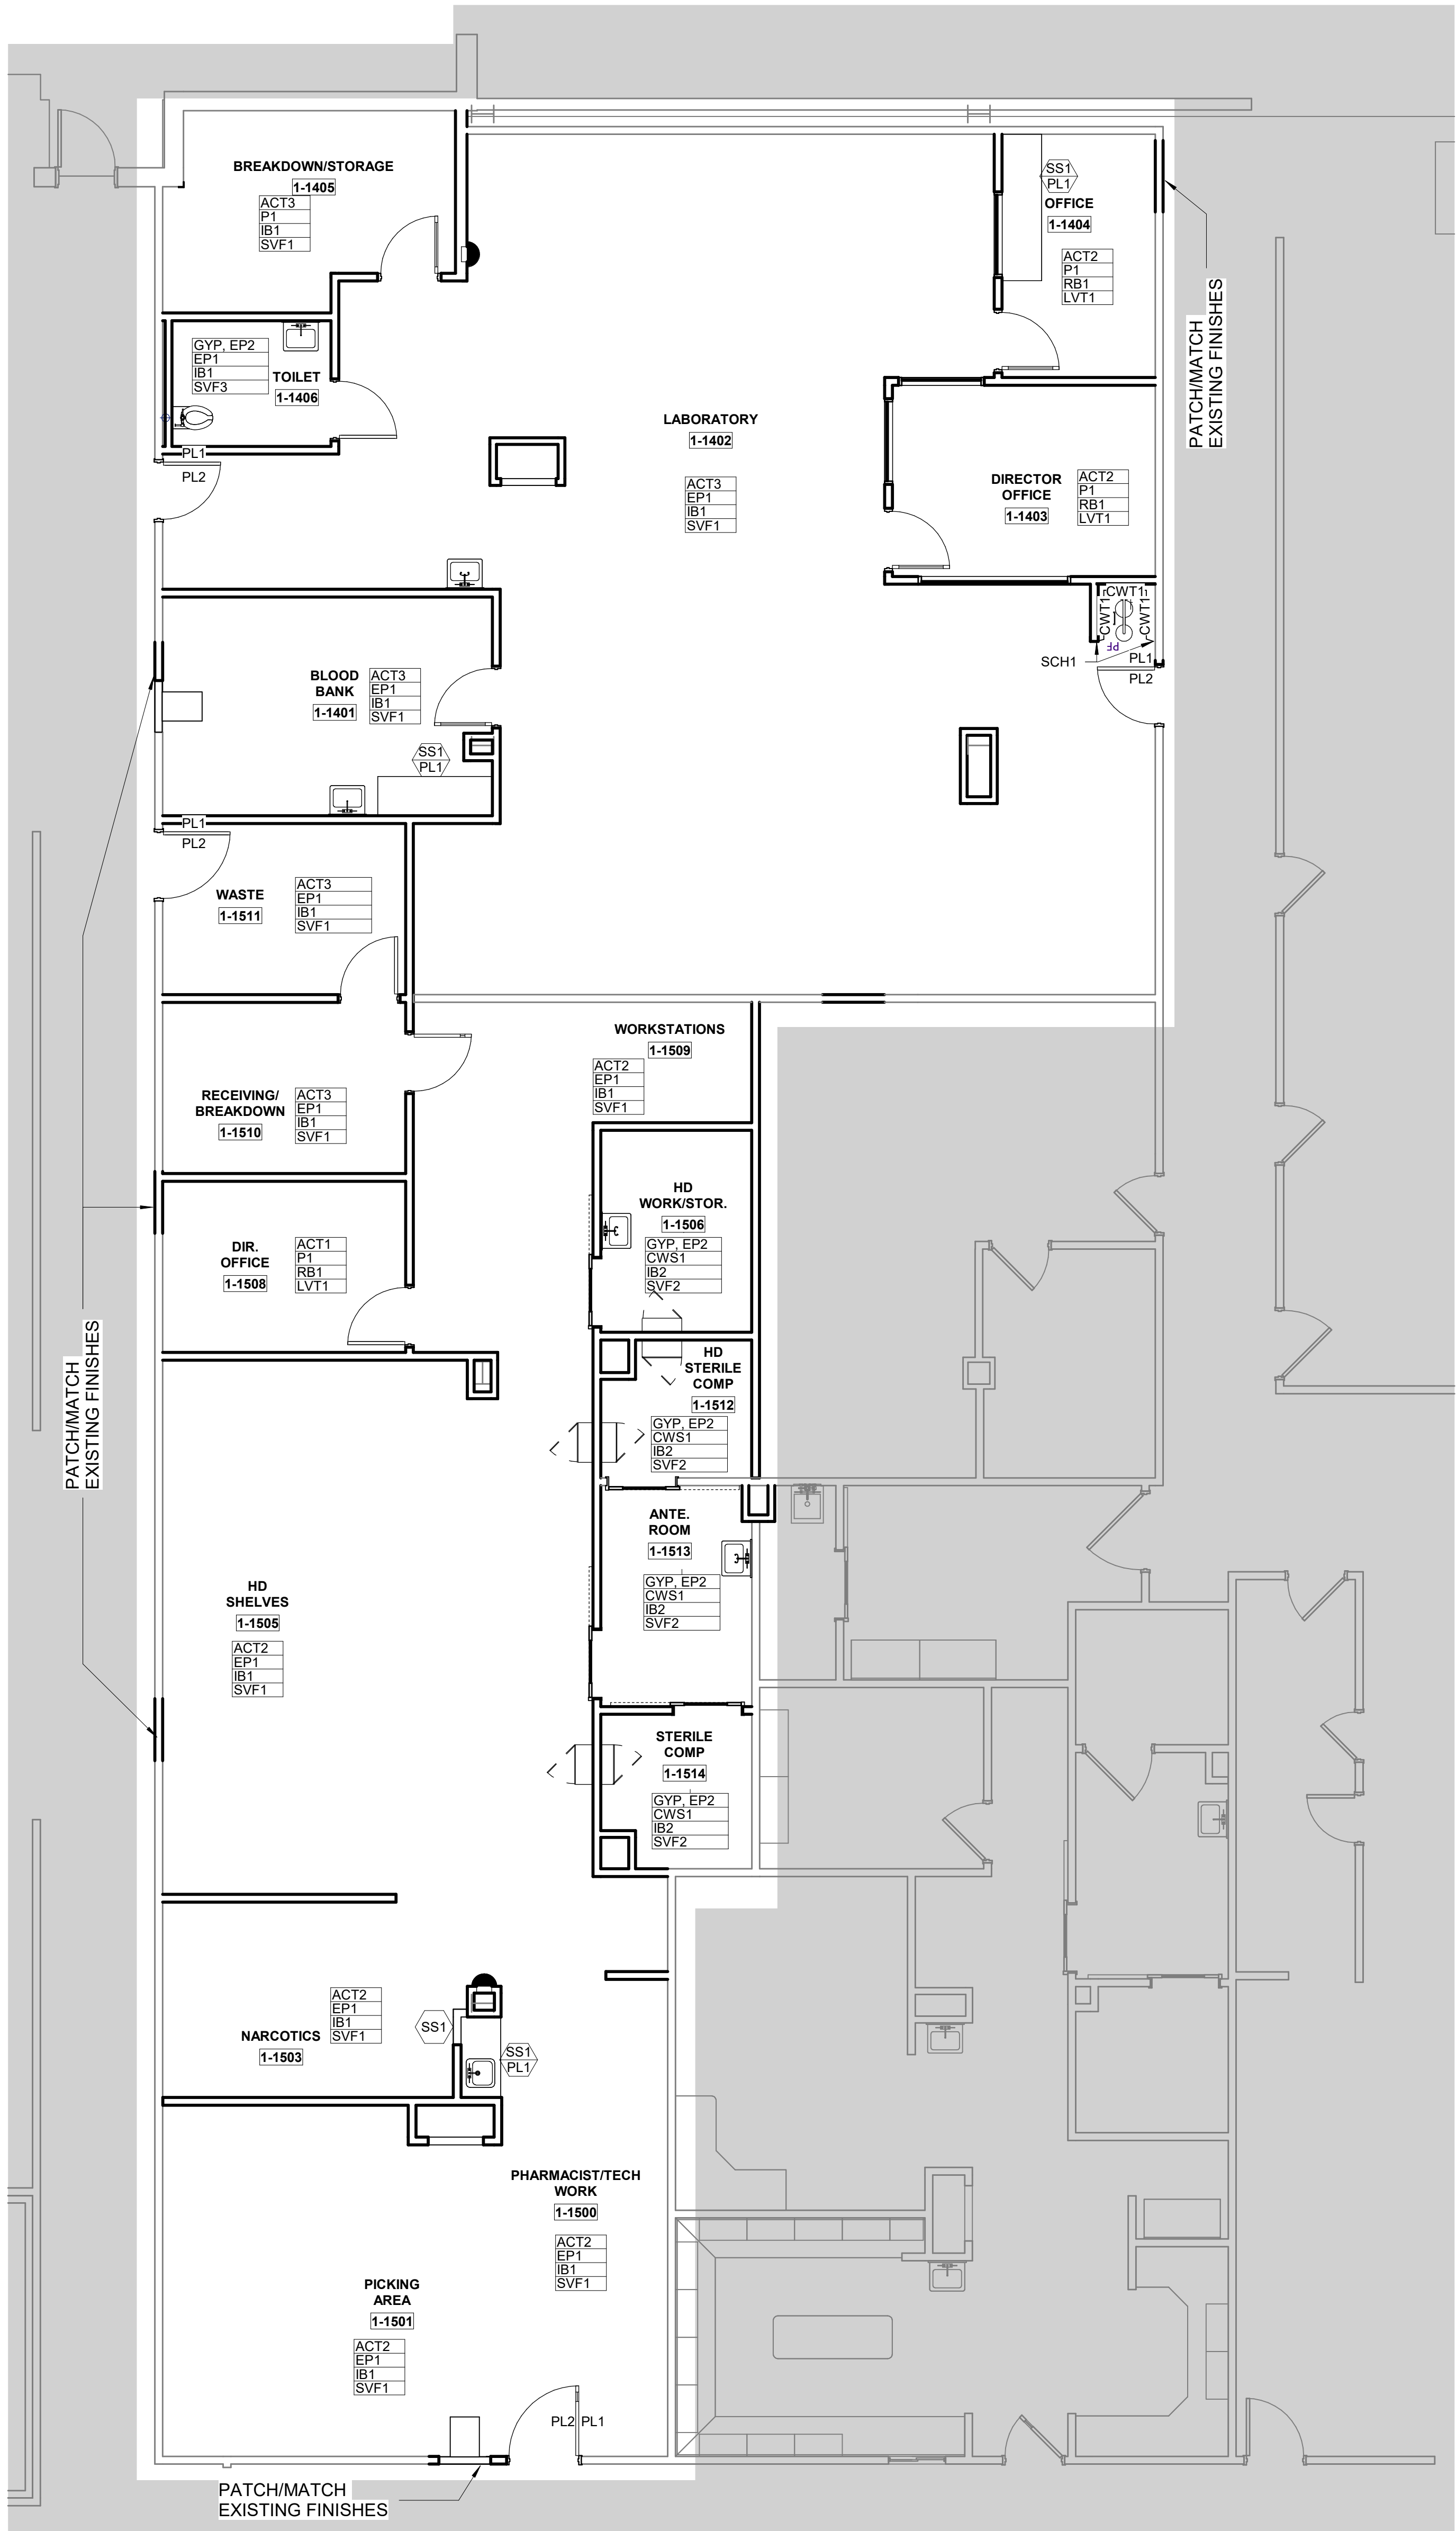 BREAKDOWN/STORAGE
1-1405
ACT3
P1
IB1
SVF1
SS1
PL1
OFFICE
1-1404
ACT2
P1
RB1
LVT1
PATCH/MATCH
EXISTING FINISHES
GYP, EP2
EP1
IB1
SVF3
TOILET
1-1406
PL1
PL2
LABORATORY
1-1402
ACT3
EP1
IB1
SVF1
DIRECTOR
OFFICE
1-1403
ACT2
P1
RB1
LVT1
CWT1
CWT1
CWT1
PF
SCH1
PL1
PL2
BLOOD
BANK
1-1401
ACT3
EP1
IB1
SVF1
SS1
PL1
PL1
PL2
WASTE
1-1511
ACT3
EP1
IB1
SVF1
WORKSTATIONS
1-1509
ACT2
EP1
IB1
SVF1
RECEIVING/
BREAKDOWN
1-1510
ACT3
EP1
IB1
SVF1
HD
WORK/STOR.
1-1506
GYP, EP2
CWS1
IB2
SVF2
DIR.
OFFICE
1-1508
ACT1
P1
RB1
LVT1
PATCH/MATCH
EXISTING FINISHES
HD
STERILE
COMP
1-1512
GYP, EP2
CWS1
IB2
SVF2
ANTE.
ROOM
1-1513
GYP, EP2
CWS1
IB2
SVF2
HD
SHELVES
1-1505
ACT2
EP1
IB1
SVF1
STERILE
COMP
1-1514
GYP, EP2
CWS1
IB2
SVF2
NARCOTICS
1-1503
ACT2
EP1
IB1
SVF1
SS1
SS1
PL1
PHARMACIST/TECH
WORK
1-1500
ACT2
EP1
IB1
SVF1
PICKING
AREA
1-1501
ACT2
EP1
IB1
SVF1
PL2
PL1
PATCH/MATCH
EXISTING FINISHES